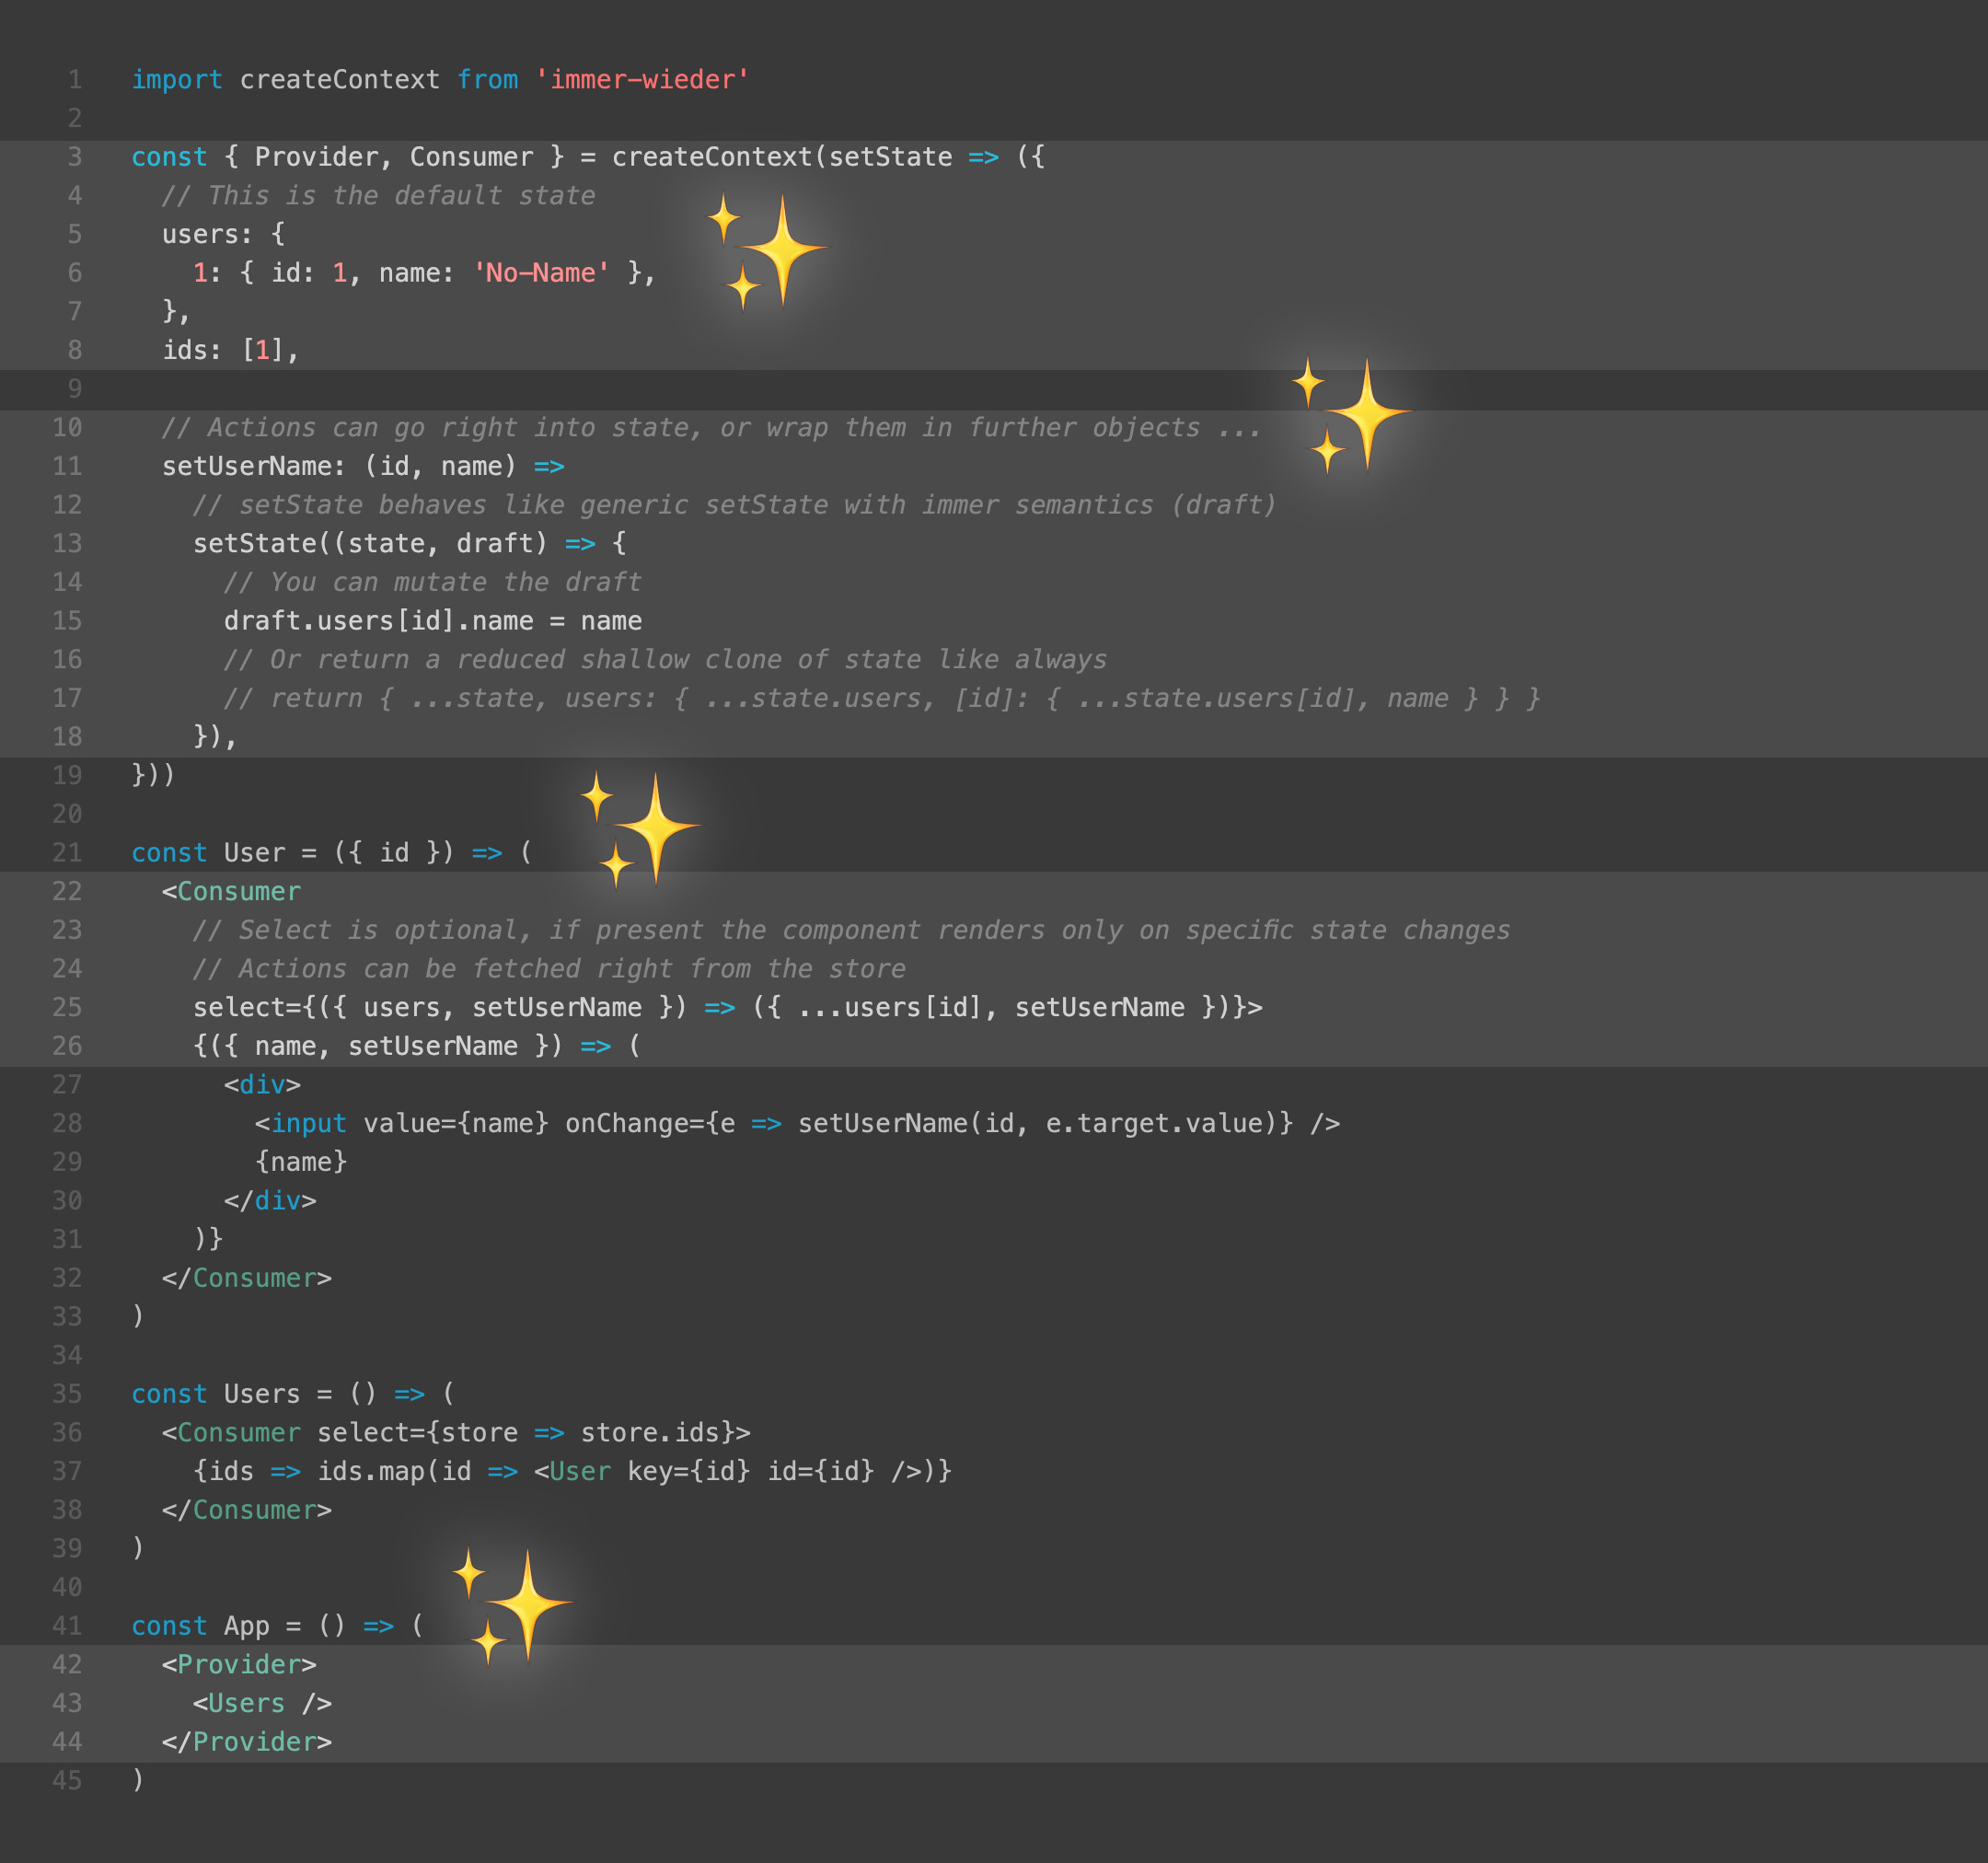 1 import createContext from 'immer-wieder'
2
3 const { Provider, Consumer } = createContext(setState => ({
4   // This is the default state
5   users: {
6     1: { id: 1, name: 'No-Name' },
7   },
8   ids: [1],
9
10   // Actions can go right into state, or wrap them in further objects ...
11   setUserName: (id, name) =>
12     // setState behaves like generic setState with immer semantics (draft)
13     setState((state, draft) => {
14       // You can mutate the draft
15       draft.users[id].name = name
16       // Or return a reduced shallow clone of state like always
17       // return { ...state, users: { ...state.users, [id]: { ...state.users[id], name } } }
18     }),
19 }))
20
21 const User = ({ id }) => (
22   <Consumer
23     // Select is optional, if present the component renders only on specific state changes
24     // Actions can be fetched right from the store
25     select={({ users, setUserName }) => ({ ...users[id], setUserName })}>
26     {({ name, setUserName }) => (
27       <div>
28         <input value={name} onChange={e => setUserName(id, e.target.value)} />
29         {name}
30       </div>
31     )}
32   </Consumer>
33 )
34
35 const Users = () => (
36   <Consumer select={store => store.ids}>
37     {ids => ids.map(id => <User key={id} id={id} />)}
38   </Consumer>
39 )
40
41 const App = () => (
42   <Provider>
43     <Users />
44   </Provider>
45 )